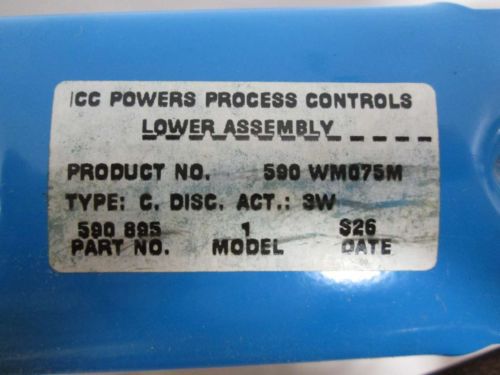 ICC POWERS PROCESS CONTROLS
LOWER ASSEMBLY
PRODUCT NO. 590 WM075M
TYPE: C. DISC. ACT.: 3W
590 895 1 S26
PART NO. MODEL DATE